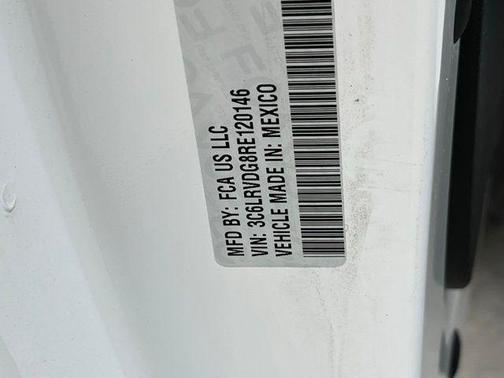 MFD BY: FCA US LLC
VIN: 3C6LRVDG8RE120146
VEHICLE MADE IN: MEXICO